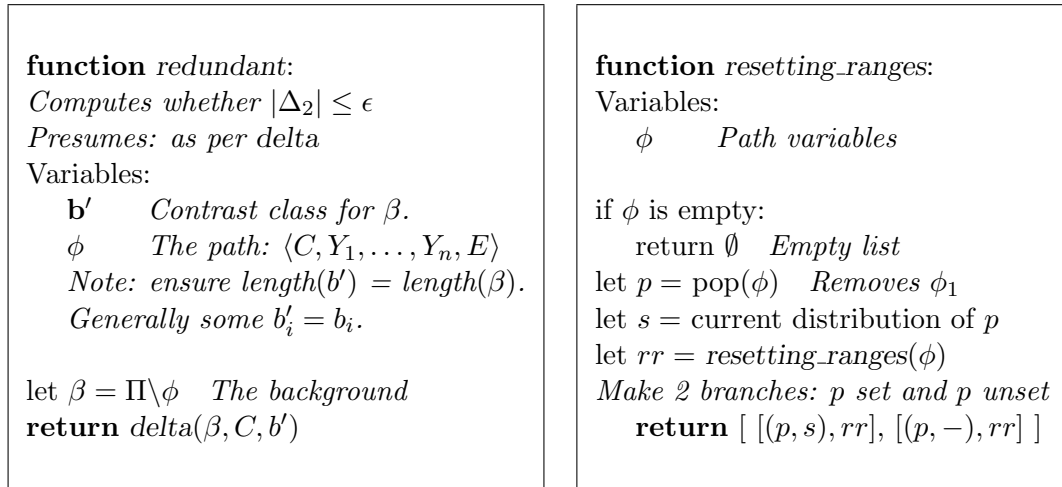 function redundant:
Computes whether |Δ₂| ≤ ϵ
Presumes: as per delta
Variables:
b′ Contrast class for β.
ϕ The path: ⟨C, Y₁, . . . , Yₙ, E⟩
Note: ensure length(b′) = length(β).
Generally some b′ᵢ = bᵢ.
let β = Π\ϕ The background
return delta(β, C, b′)
function resetting_ranges:
Variables:
ϕ Path variables
if ϕ is empty:
return ∅ Empty list
let p = pop(ϕ) Removes ϕ₁
let s = current distribution of p
let rr = resetting_ranges(ϕ)
Make 2 branches: p set and p unset
return [ [(p, s), rr], [(p, −), rr] ]